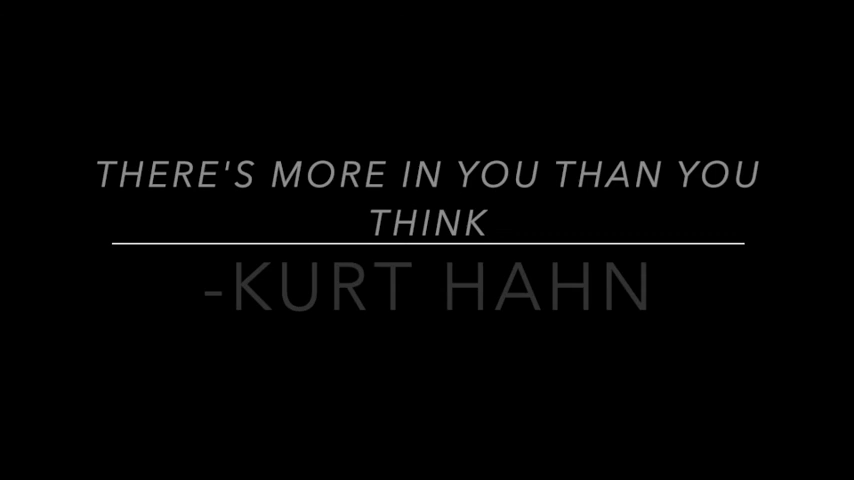 THERE'S MORE IN YOU THAN YOU
THINK
-KURT HAHN